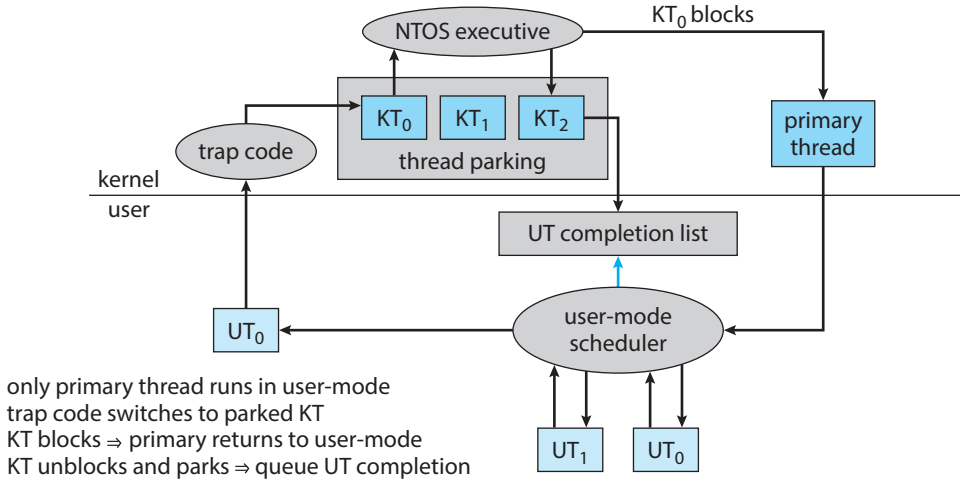 KT₀ blocks
NTOS executive
KT₀
KT₁
KT₂
primary
thread
trap code
thread parking
kernel
user
UT completion list
UT₀
user-mode
scheduler
only primary thread runs in user-mode
trap code switches to parked KT
KT blocks ⇒ primary returns to user-mode
KT unblocks and parks ⇒ queue UT completion
UT₁
UT₀